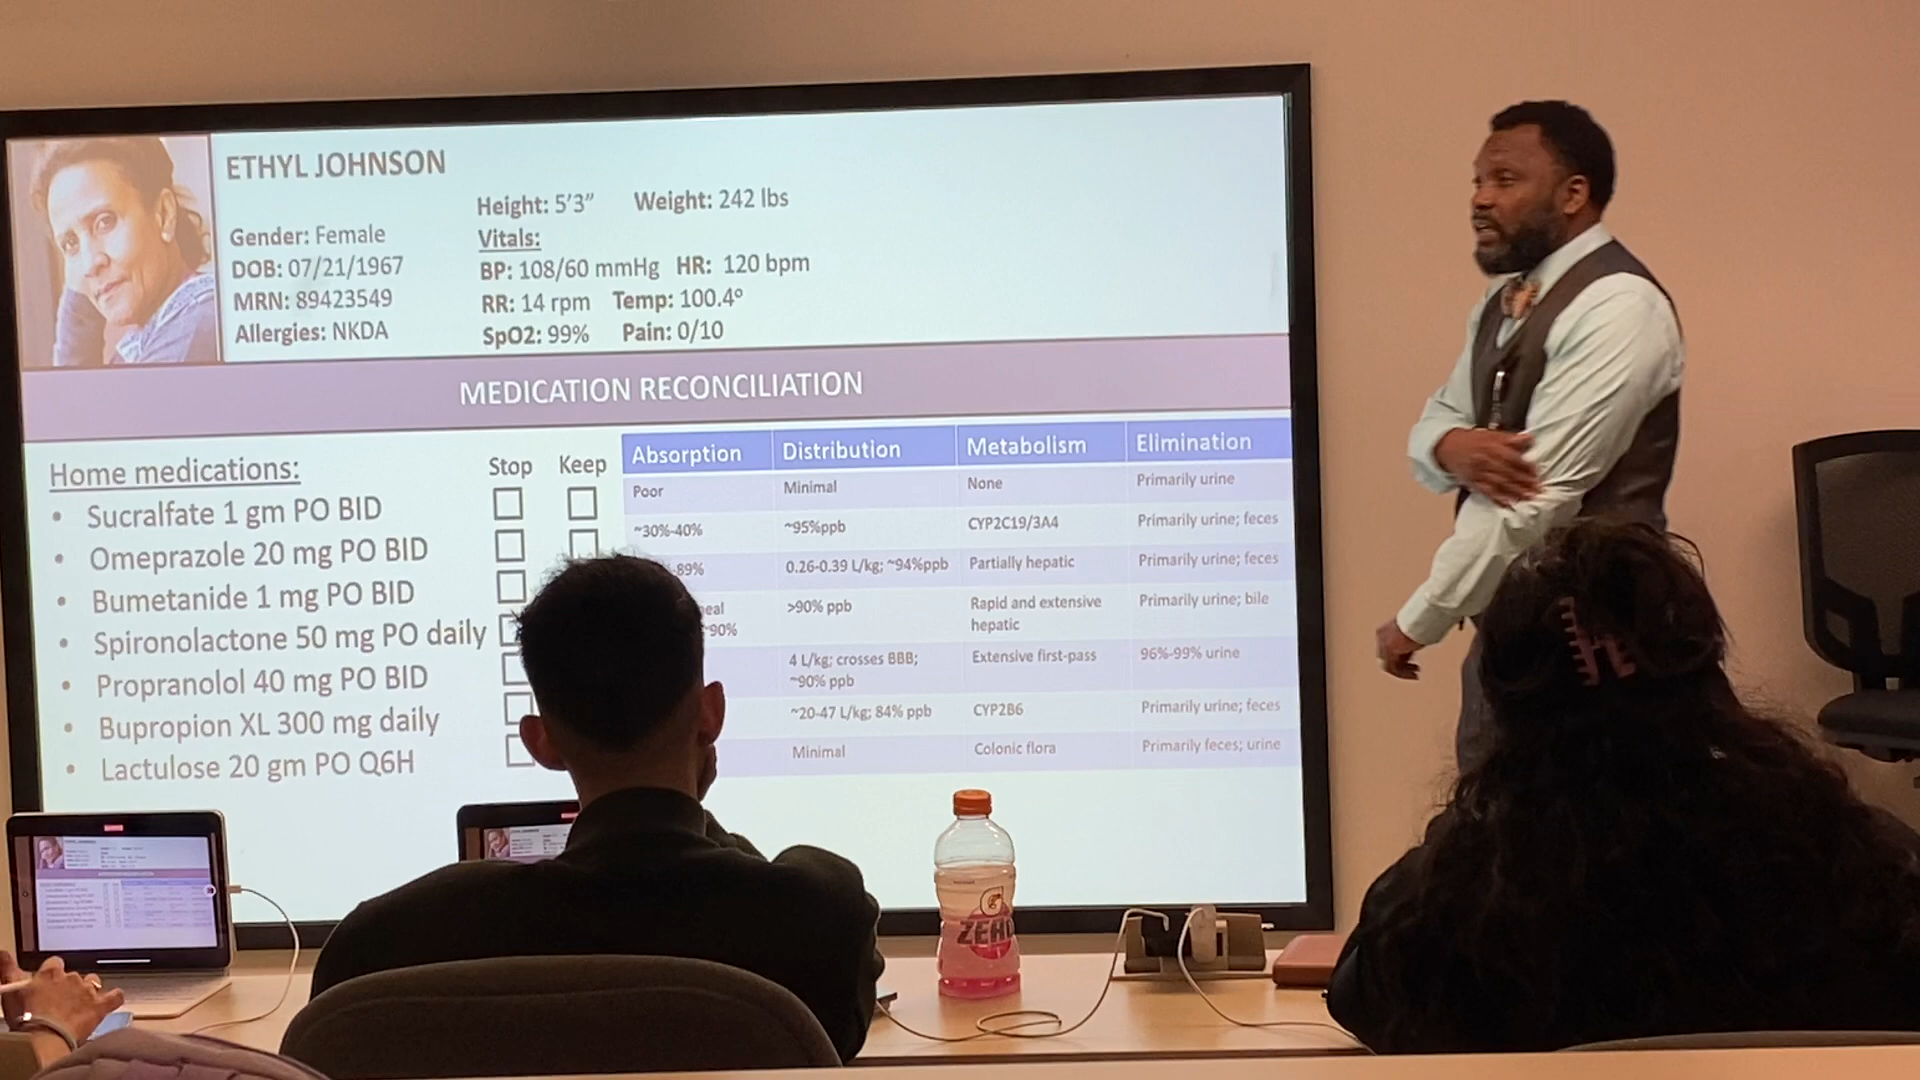 ETHYL JOHNSON
Gender: Female
DOB: 07/21/1967
MRN: 89423549
Allergies: NKDA
Height: 5'3" Weight: 242 lbs
Vitals:
BP: 108/60 mmHg HR: 120 bpm
RR: 14 rpm Temp: 100.4°
SpO2: 99% Pain: 0/10
MEDICATION RECONCILIATION
Home medications: Stop Keep
• Sucralfate 1 gm PO BID
• Omeprazole 20 mg PO BID
• Bumetanide 1 mg PO BID
• Spironolactone 50 mg PO daily
• Propranolol 40 mg PO BID
• Bupropion XL 300 mg daily
• Lactulose 20 gm PO Q6H
Absorption Distribution Metabolism Elimination
Poor Minimal None Primarily urine
~30%-40% ~95%ppb CYP2C19/3A4 Primarily urine; feces
-89% 0.26-0.39 L/kg; ~94%ppb Partially hepatic Primarily urine; feces
>90% ppb Rapid and extensive Primarily urine; bile
~90% hepatic
4 L/kg; crosses BBB; Extensive first-pass 96%-99% urine
~90% ppb
~20-47 L/kg; 84% ppb CYP2B6 Primarily urine; feces
Minimal Colonic flora Primarily feces; urine
G
ZERO